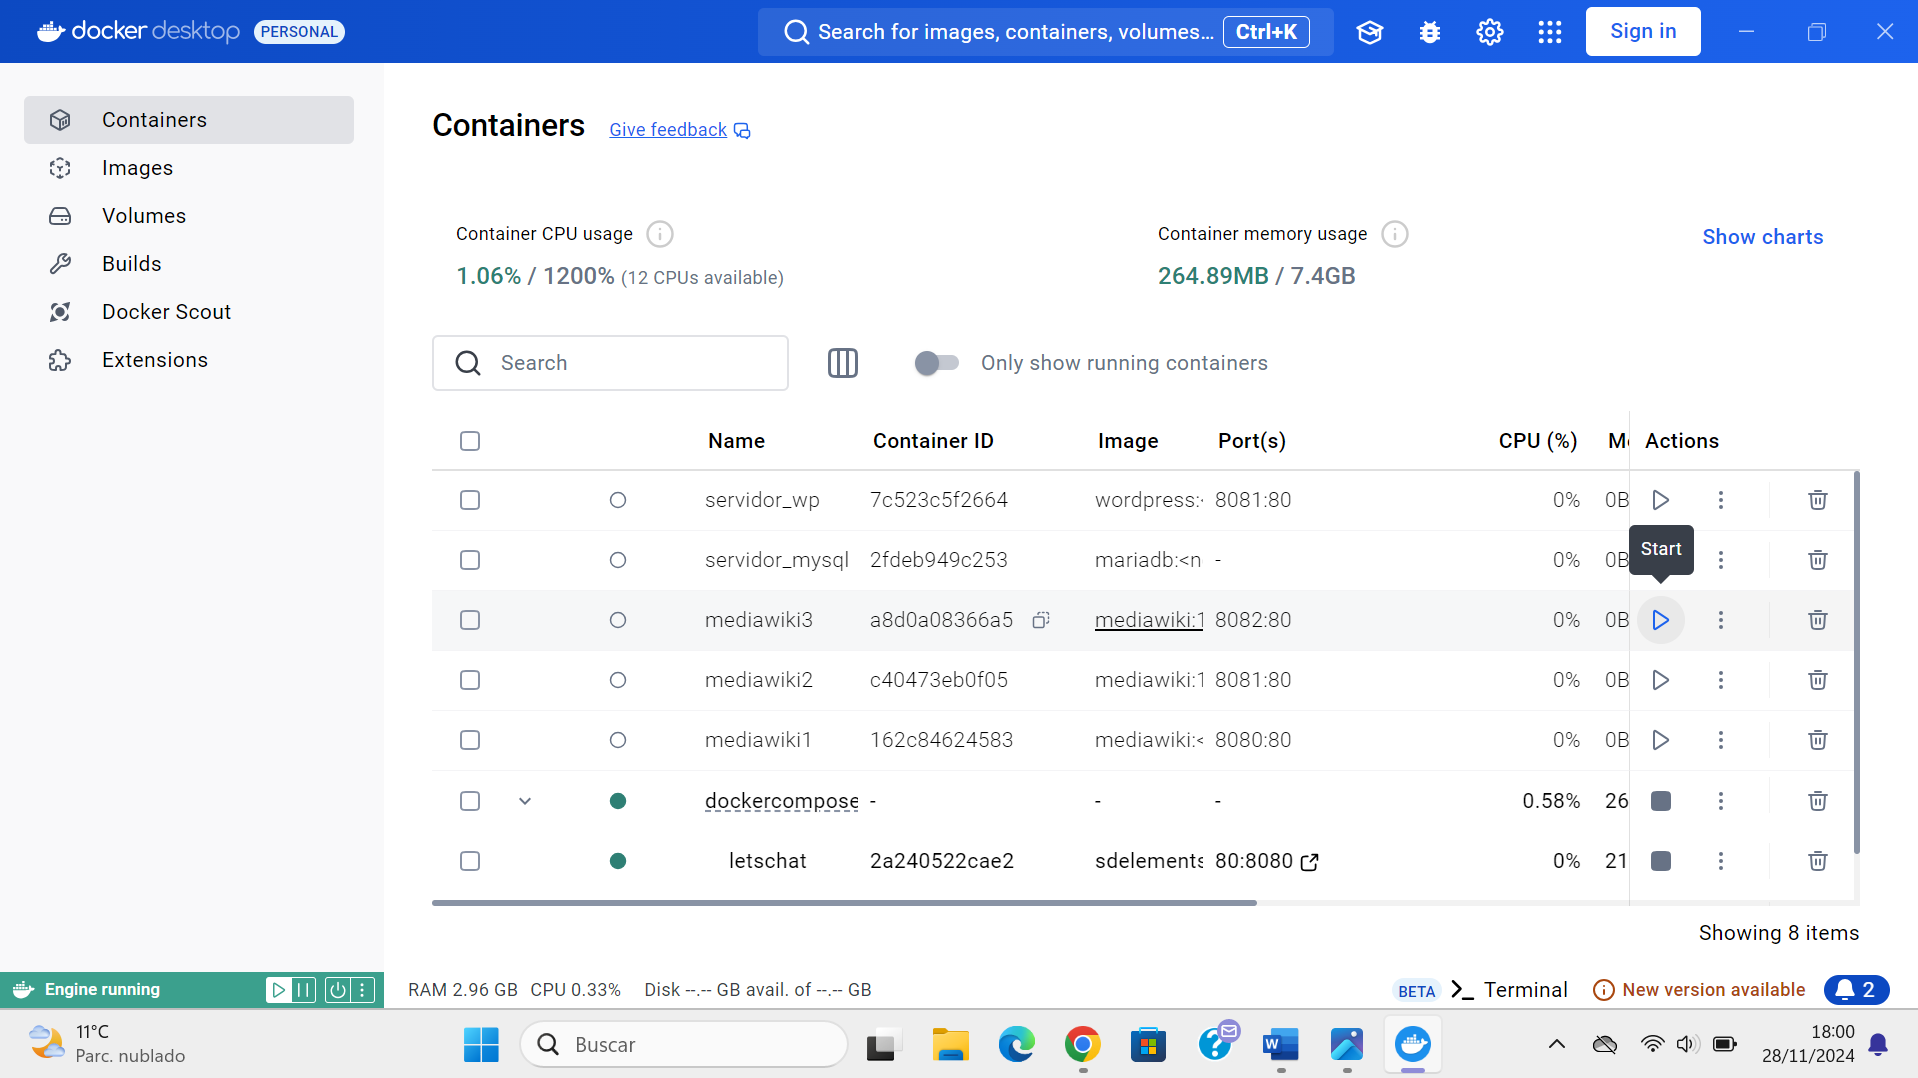 docker desktop PERSONAL
Search for images, containers, volumes... Ctrl+K
Sign in
Containers
Images
Volumes
Builds
Docker Scout
Extensions
Containers Give feedback
Container CPU usage
1.06% / 1200% (12 CPUs available)
Container memory usage
264.89MB / 7.4GB
Show charts
Search
Only show running containers
Name Container ID Image Port(s) CPU (%) Actions
servidor_wp 7c523c5f2664 wordpress: 8081:80 0% 0B
Start
servidor_mysql 2fdeb949c253 mariadb:<n - 0% 0B
mediawiki3 a8d0a08366a5 mediawiki:1 8082:80 0% 0B
mediawiki2 c40473eb0f05 mediawiki:1 8081:80 0% 0B
mediawiki1 162c84624583 mediawiki:< 8080:80 0% 0B
dockercompose - - - 0.58% 26
letschat 2a240522cae2 sdelements 80:8080 0% 21
Showing 8 items
Engine running
RAM 2.96 GB CPU 0.33% Disk --.-- GB avail. of --.-- GB
BETA >_ Terminal New version available 2
11°C
Parc. nublado
Buscar
18:00
28/11/2024